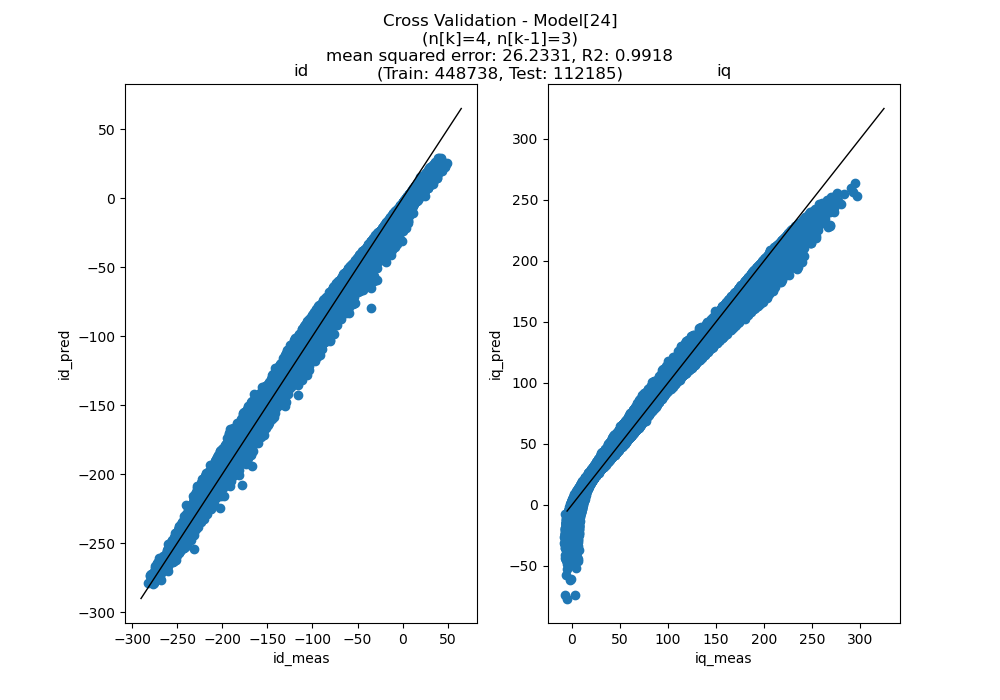 Cross Validation - Model[24]
(n[k]=4, n[k-1]=3)
mean squared error: 26.2331, R2: 0.9918
(Train: 448738, Test: 112185)
id
50
0
−50
−100
−150
−200
−250
−300
id_pred
−300 −250 −200 −150 −100 −50 0 50
id_meas
iq
300
250
200
150
100
50
0
−50
iq_pred
0 50 100 150 200 250 300
iq_meas